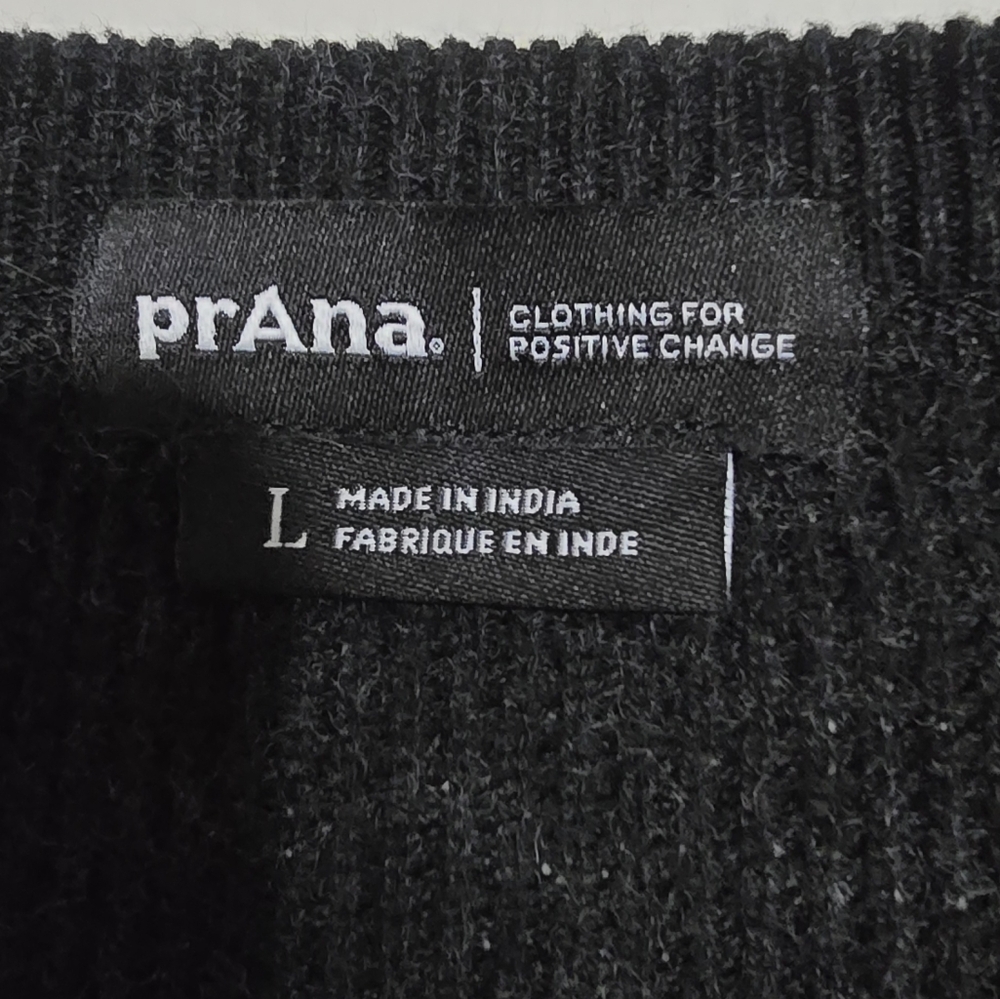 prAna.
CLOTHING FOR
POSITIVE CHANGE
L
MADE IN INDIA
FABRIQUE EN INDE